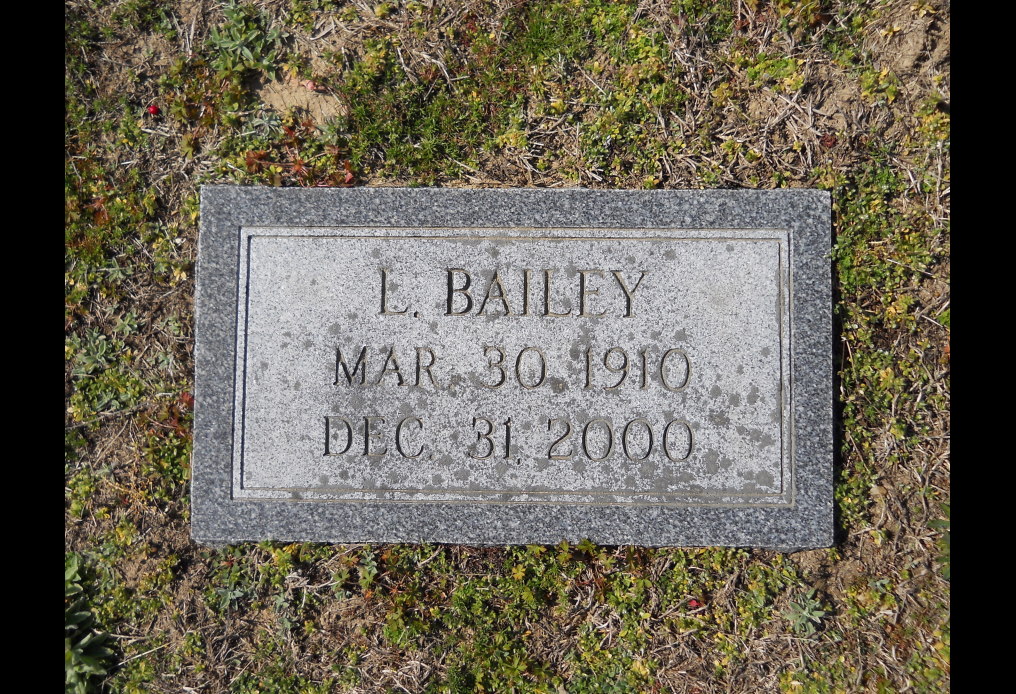 L. BAILEY
MAR. 30, 1910
DEC. 31, 2000